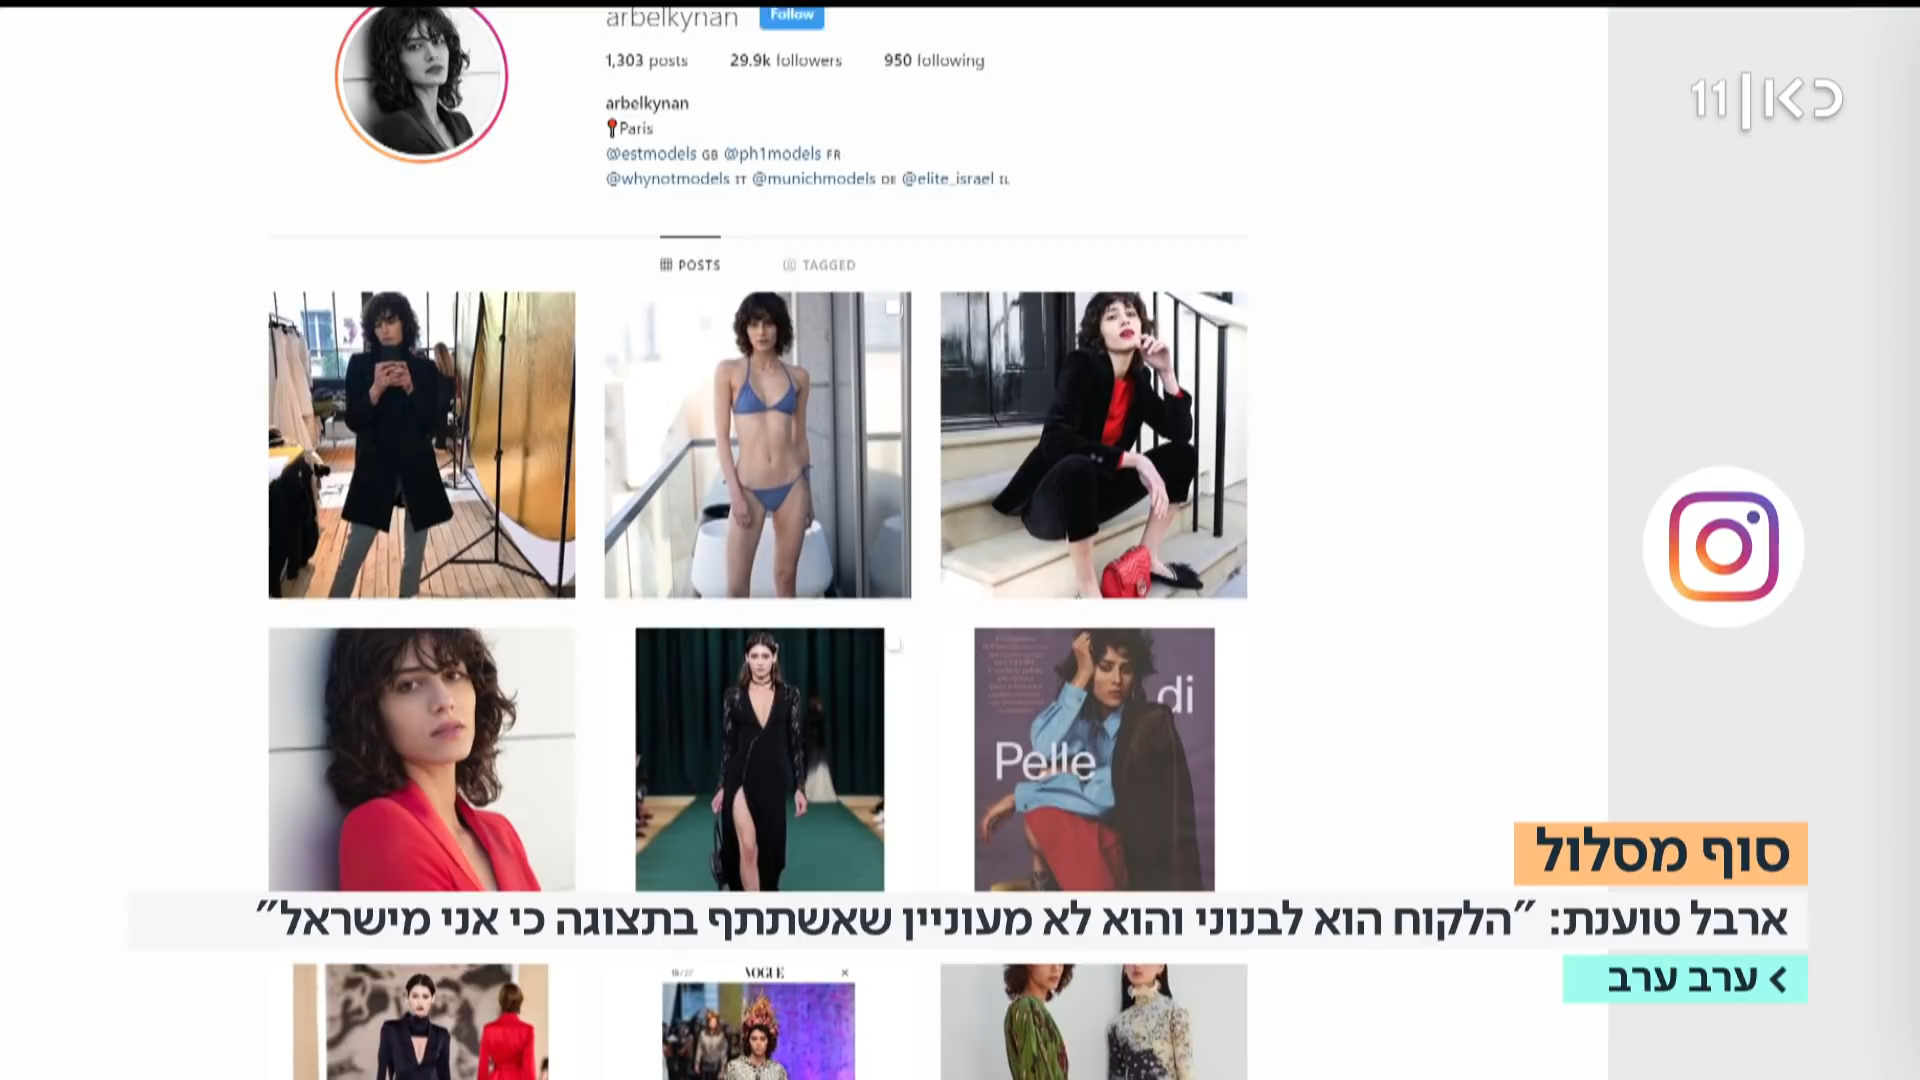 arbelkynan Follow
1,303 posts 29.9k followers 950 following
כאן 11
arbelkynan
Paris
@estmodels GB @ph1models FR
@whynotmodels IT @munichmodels DE @elite_israel IL
POSTS TAGGED
di
Pelle
סוף מסלול
ארבל טוענת: "הלקוח הוא לבנוני והוא לא מעוניין שאשתתף בתצוגה כי אני מישראל"
ערב ערב
VOGUE